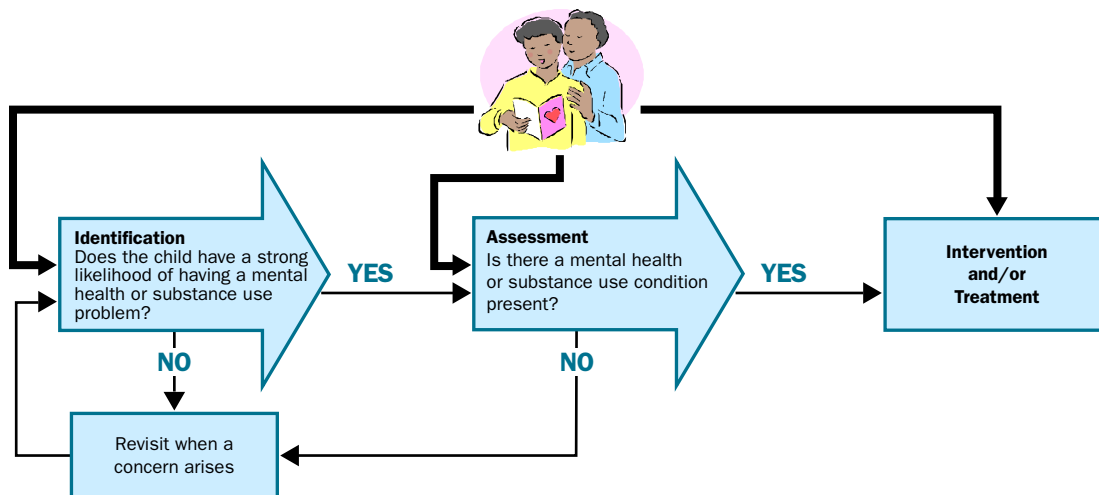 Identification
Does the child have a strong
likelihood of having a mental
health or substance use
problem?
YES
Assessment
Is there a mental health
or substance use condition
present?
YES
Intervention
and/or
Treatment
NO
NO
Revisit when a
concern arises